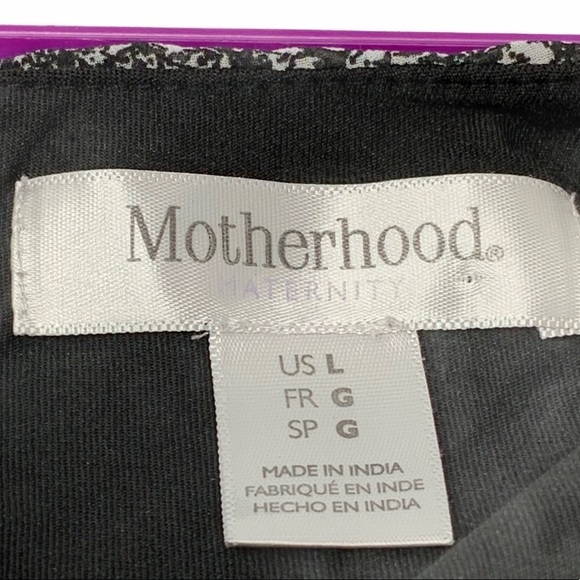 Motherhood®
MATERNITY
US L
FR G
SP G
MADE IN INDIA
FABRIQUÉ EN INDE
HECHO EN INDIA